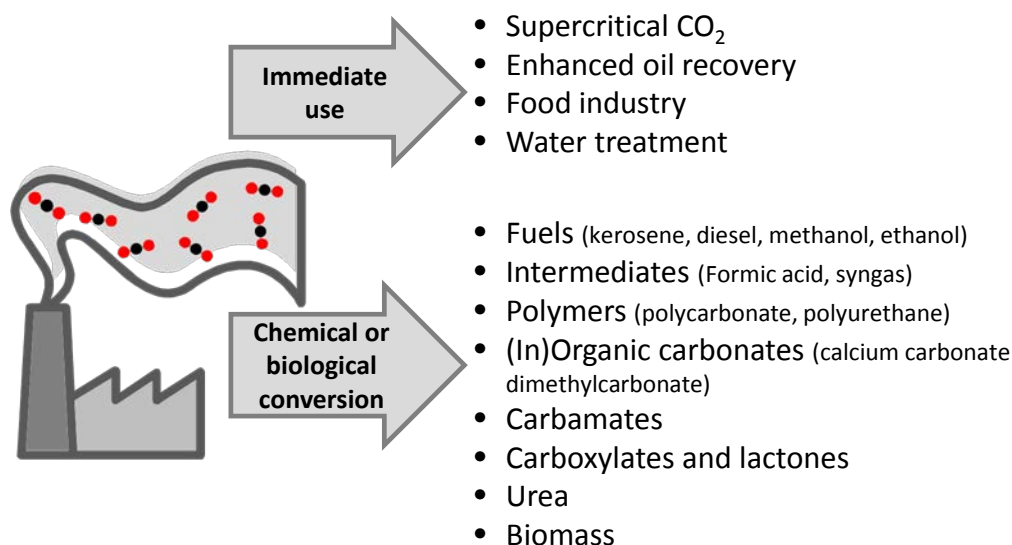 Immediate
use
• Supercritical CO₂
• Enhanced oil recovery
• Food industry
• Water treatment
Chemical or
biological
conversion
• Fuels (kerosene, diesel, methanol, ethanol)
• Intermediates (Formic acid, syngas)
• Polymers (polycarbonate, polyurethane)
• (In)Organic carbonates (calcium carbonate
dimethylcarbonate)
• Carbamates
• Carboxylates and lactones
• Urea
• Biomass